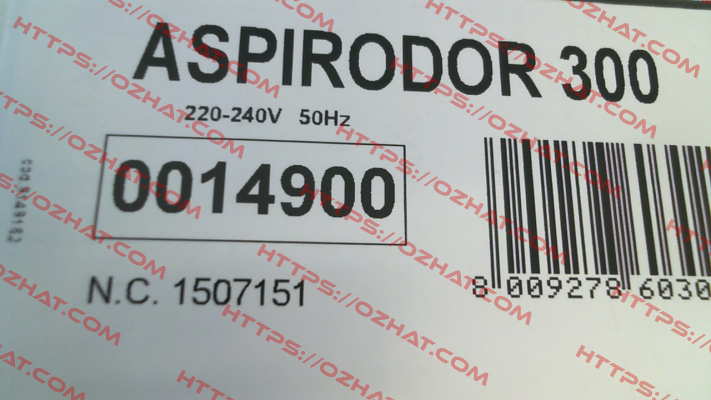 ASPIRODOR 300
220-240V 50Hz
0014900
N.C. 1507151
8 009278 6030
HTTPS://OZHAT.COM